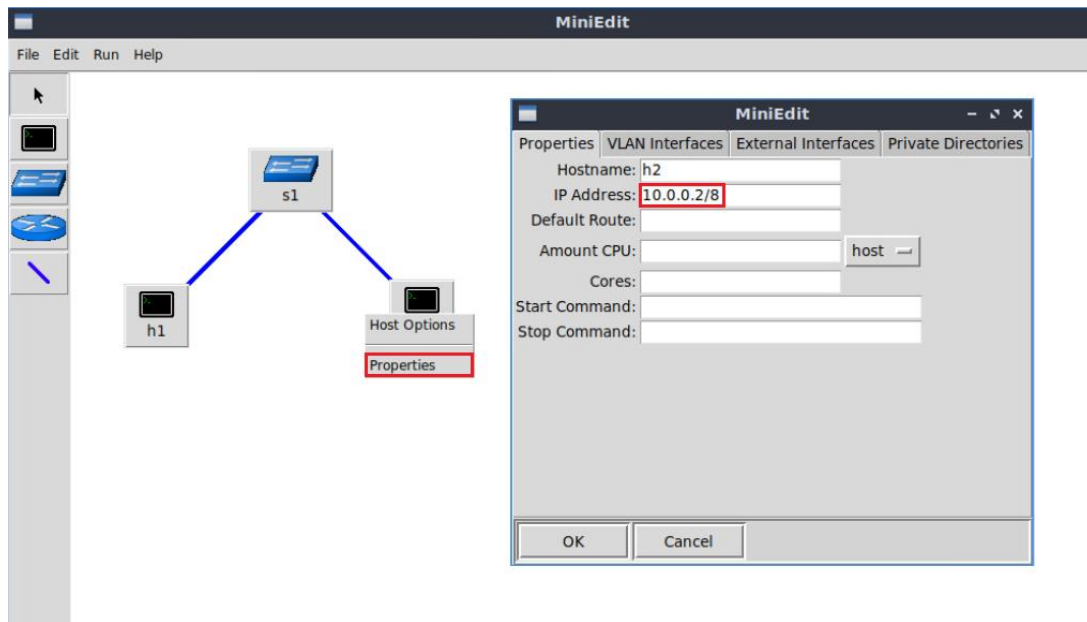 MiniEdit
File Edit Run Help
s1
h1
Host Options
Properties
MiniEdit
Properties VLAN Interfaces External Interfaces Private Directories
Hostname: h2
IP Address: 10.0.0.2/8
Default Route:
Amount CPU: host
Cores:
Start Command:
Stop Command:
OK Cancel